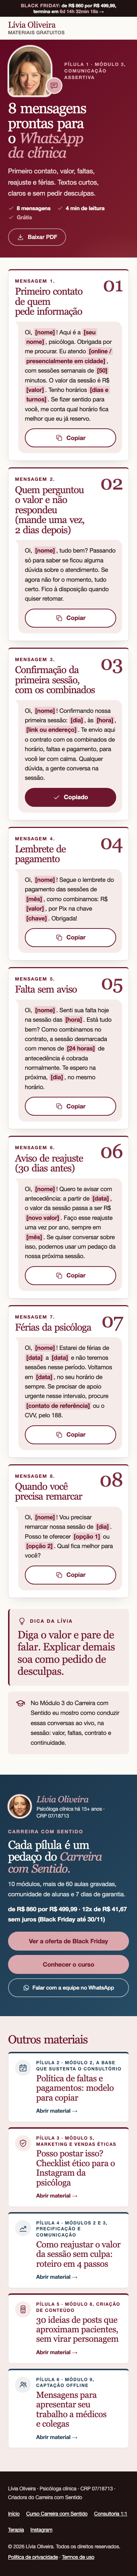 BLACK FRIDAY: de R$ 860 por R$ 499,99,
termina em 8d 14h 32min 18s →
Lívia Oliveira
MATERIAIS GRATUITOS
PÍLULA 1 · MÓDULO 3,
COMUNICAÇÃO
ASSERTIVA
8 mensagens
prontas para
o WhatsApp
da clínica
Primeiro contato, valor, faltas,
reajuste e férias. Textos curtos,
claros e sem pedir desculpas.
8 mensagens
4 min de leitura
Grátis
Baixar PDF
MENSAGEM 1.
01
Primeiro contato
de quem
pede informação
Oi, [nome]! Aqui é a [seu
nome], psicóloga. Obrigada por
me procurar. Eu atendo [online /
presencialmente em cidade],
com sessões semanais de [50]
minutos. O valor da sessão é R$
[valor]. Tenho horários [dias e
turnos]. Se fizer sentido para
você, me conta qual horário fica
melhor que eu reservo.
Copiar
MENSAGEM 2.
02
Quem perguntou
o valor e não
respondeu
(mande uma vez,
2 dias depois)
Oi, [nome], tudo bem? Passando
só para saber se ficou alguma
dúvida sobre o atendimento. Se
agora não for o momento, tudo
certo. Fico à disposição quando
quiser retomar.
Copiar
MENSAGEM 3.
03
Confirmação da
primeira sessão,
com os combinados
Oi, [nome]! Confirmando nossa
primeira sessão: [dia], às [hora],
[link ou endereço]. Te envio aqui
o contrato com os combinados de
horário, faltas e pagamento, para
você ler com calma. Qualquer
dúvida a gente conversa na
sessão.
Copiado
MENSAGEM 4.
04
Lembrete de
pagamento
Oi, [nome]! Segue o lembrete do
pagamento das sessões de
[mês], como combinamos: R$
[valor], por Pix na chave
[chave]. Obrigada!
Copiar
MENSAGEM 5.
05
Falta sem aviso
Oi, [nome]. Senti sua falta hoje
na sessão das [hora]. Está tudo
bem? Como combinamos no
contrato, a sessão desmarcada
com menos de [24 horas] de
antecedência é cobrada
normalmente. Te espero na
próxima, [dia], no mesmo
horário.
Copiar
MENSAGEM 6.
06
Aviso de reajuste
(30 dias antes)
Oi, [nome]! Quero te avisar com
antecedência: a partir de [data],
o valor da sessão passa a ser R$
[novo valor]. Faço esse reajuste
uma vez por ano, sempre em
[mês]. Se quiser conversar sobre
isso, podemos usar um pedaço da
nossa próxima sessão.
Copiar
MENSAGEM 7.
07
Férias da psicóloga
Oi, [nome]! Estarei de férias de
[data] a [data] e não teremos
sessões nesse período. Voltamos
em [data], no seu horário de
sempre. Se precisar de apoio
urgente nesse intervalo, procure
[contato de referência] ou o
CVV, pelo 188.
Copiar
MENSAGEM 8.
08
Quando você
precisa remarcar
Oi, [nome]! Vou precisar
remarcar nossa sessão de [dia].
Posso te oferecer [opção 1] ou
[opção 2]. Qual fica melhor para
você?
Copiar
DICA DA LÍVIA
Diga o valor e pare de
falar. Explicar demais
soa como pedido de
desculpas.
No Módulo 3 do Carreira com
Sentido eu mostro como conduzir
essas conversas ao vivo, na
sessão: valor, faltas, contrato e
continuidade.
Lívia Oliveira
Psicóloga clínica há 15+ anos ·
CRP 07/18713
CARREIRA COM SENTIDO
Cada pílula é um
pedaço do Carreira
com Sentido.
10 módulos, mais de 60 aulas gravadas,
comunidade de alunas e 7 dias de garantia.
de R$ 860 por R$ 499,99 · 12x de R$ 41,67
sem juros (Black Friday até 30/11)
Ver a oferta de Black Friday
Conhecer o curso
Falar com a equipe no WhatsApp
Outros materiais
PÍLULA 2 · MÓDULO 2, A BASE
QUE SUSTENTA O CONSULTÓRIO
Política de faltas e
pagamentos: modelo
para copiar
Abrir material →
PÍLULA 3 · MÓDULO 5,
MARKETING E VENDAS ÉTICAS
Posso postar isso?
Checklist ético para o
Instagram da
psicóloga
Abrir material →
PÍLULA 4 · MÓDULOS 2 E 3,
PRECIFICAÇÃO E
COMUNICAÇÃO
Como reajustar o valor
da sessão sem culpa:
roteiro em 4 passos
Abrir material →
PÍLULA 5 · MÓDULO 8, CRIAÇÃO
DE CONTEÚDO
30 ideias de posts que
aproximam pacientes,
sem virar personagem
Abrir material →
PÍLULA 6 · MÓDULO 9,
CAPTAÇÃO OFFLINE
Mensagens para
apresentar seu
trabalho a médicos
e colegas
Abrir material →
Lívia Oliveira · Psicóloga clínica · CRP 07/18713 ·
Criadora do Carreira com Sentido
Início Curso Carreira com Sentido Consultoria 1:1
Terapia Instagram
© 2026 Lívia Oliveira. Todos os direitos reservados.
Política de privacidade · Termos de uso